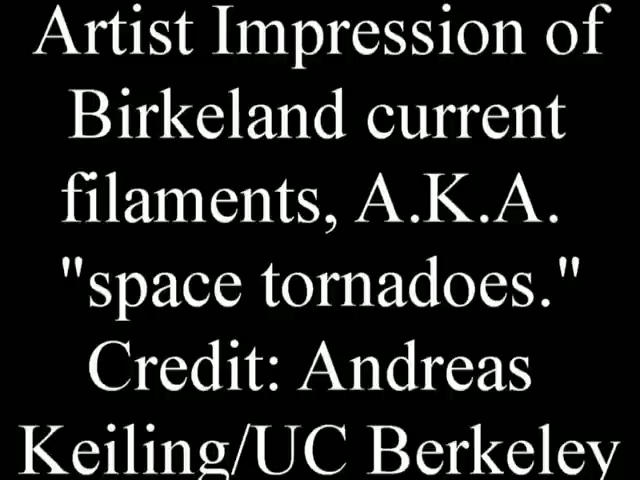 Artist Impression of
Birkeland current
filaments, A.K.A.
"space tornadoes."
Credit: Andreas
Keiling/UC Berkeley